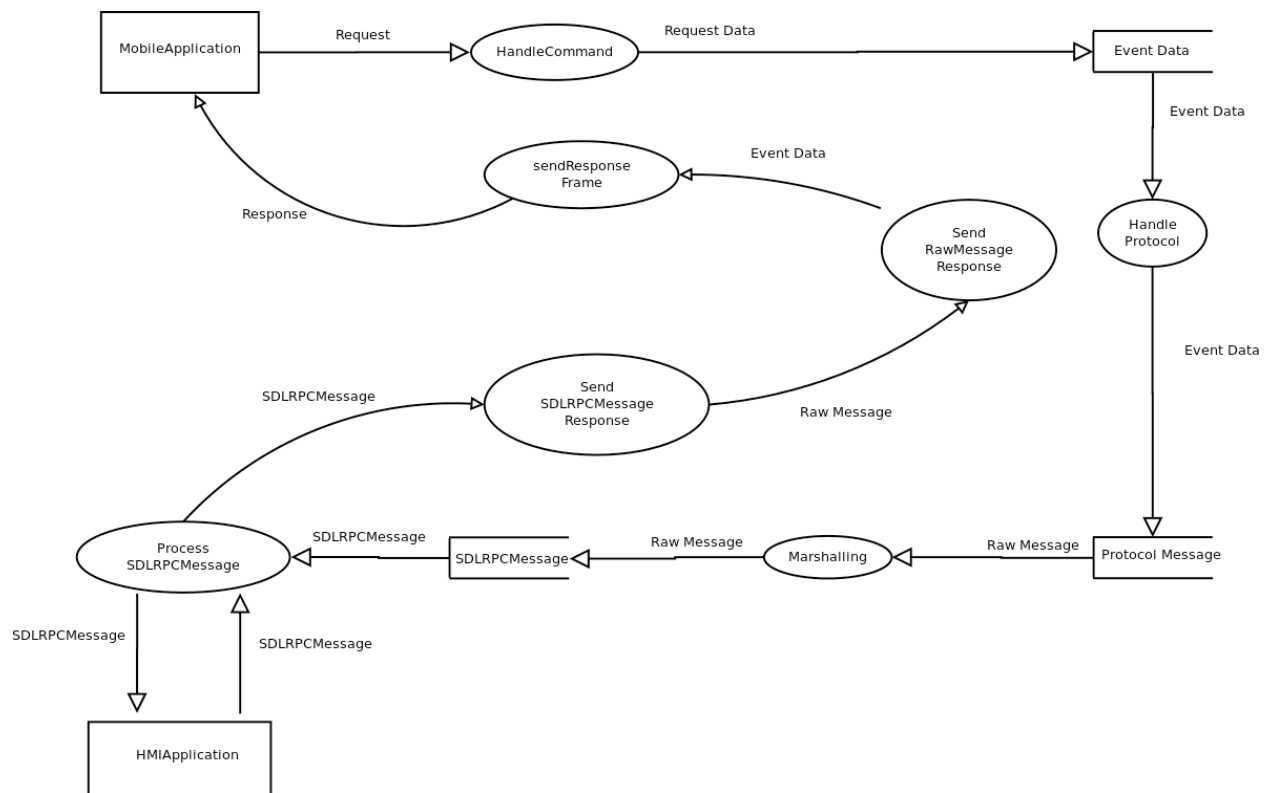 Request
Request Data
MobileApplication
HandleCommand
Event Data
Event Data
Event Data
sendResponse
Frame
Response
Send
RawMessage
Response
Handle
Protocol
Event Data
SDLRPCMessage
Send
SDLRPCMessage
Response
Raw Message
Process
SDLRPCMessage
SDLRPCMessage
SDLRPCMessage
Raw Message
Marshalling
Raw Message
Protocol Message
SDLRPCMessage
SDLRPCMessage
HMIApplication